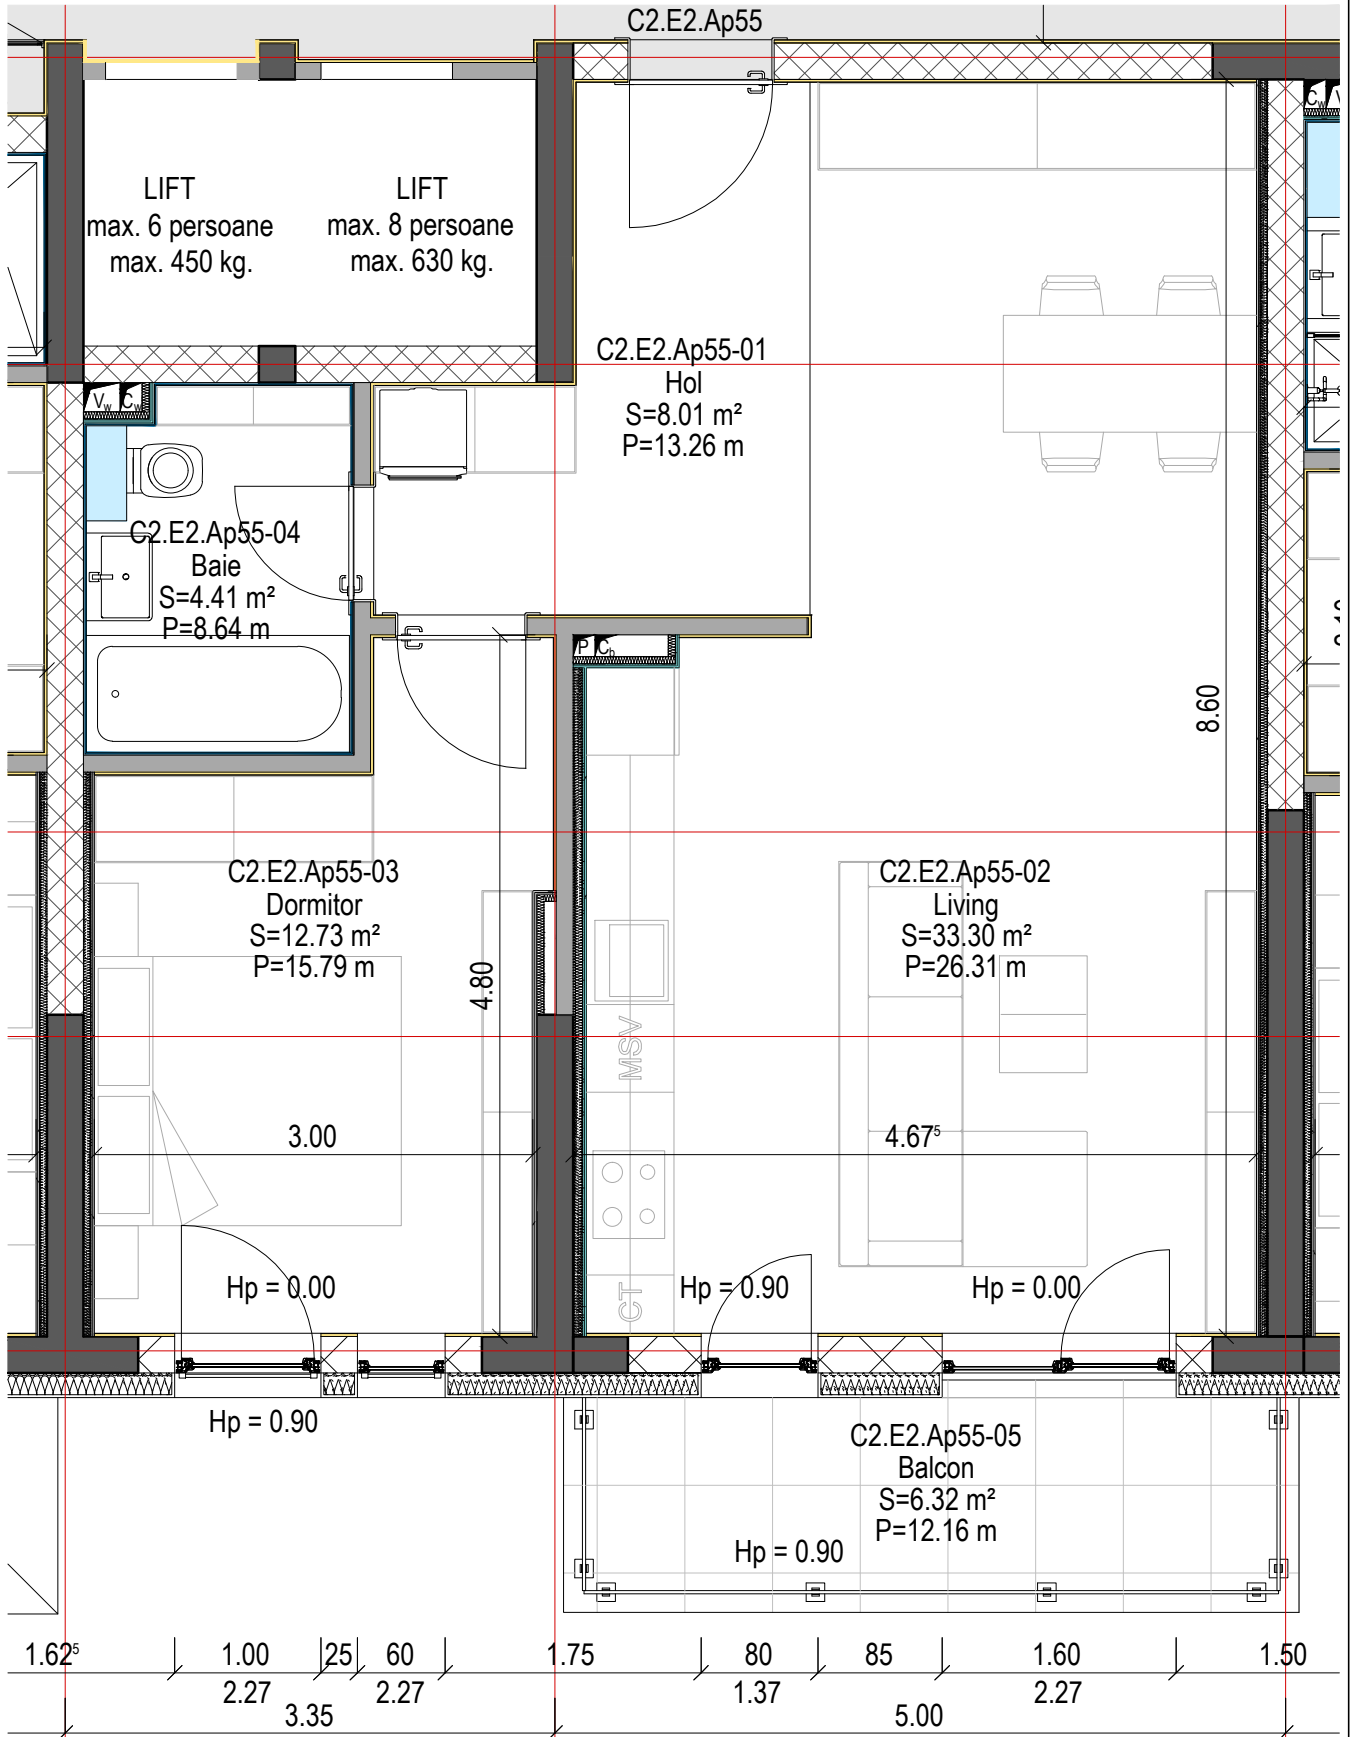 C2.E2.Ap55
LIFT
max. 6 persoane
max. 450 kg.
LIFT
max. 8 persoane
max. 630 kg.
C2.E2.Ap55-01
Hol
S=8.01 m²
P=13.26 m
Vw Cw
Cw
C2.E2.Ap55-04
Baie
S=4.41 m²
P=8.64 m
P Cb
8.60
C2.E2.Ap55-03
Dormitor
S=12.73 m²
P=15.79 m
C2.E2.Ap55-02
Living
S=33.30 m²
P=26.31 m
4.80
MSV
3.00
4.67⁵
Hp = 0.00
CT
Hp = 0.90
Hp = 0.00
Hp = 0.90
C2.E2.Ap55-05
Balcon
S=6.32 m²
P=12.16 m
Hp = 0.90
1.62⁵ 1.00 25 60 1.75 80 85 1.60 1.50
2.27 2.27 1.37 2.27
3.35 5.00